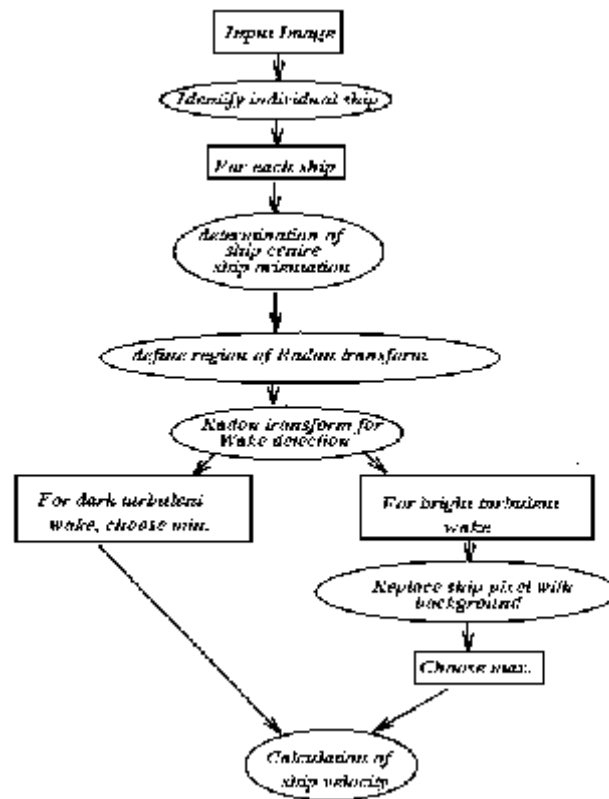 Input Image
Identify individual ship
For each ship
determination of
ship centre
ship orientation
define region of Radon transform
Radon transform for
Wake detection
For dark turbulent
wake, choose min.
For bright turbulent
wake
Replace ship pixel with
background
Choose max.
Calculation of
ship velocity